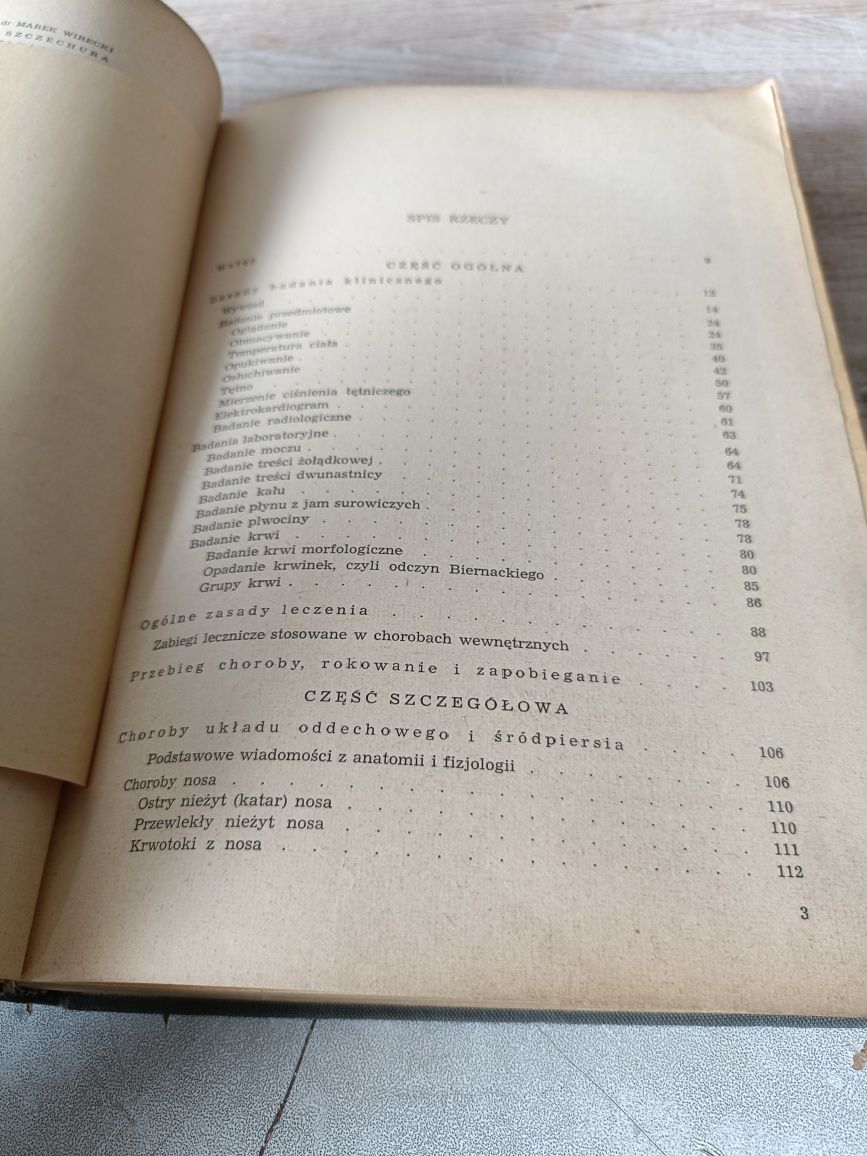 dr MAREK WIRECKI
SZCZECHURA
SPIS RZECZY
Wstęp 9
CZĘŚĆ OGÓLNA
Zasady badania klinicznego 12
Wywiad 14
Badanie przedmiotowe 24
Oglądanie 24
Obmacywanie 35
Temperatura ciała 40
Opukiwanie 42
Osłuchiwanie 50
Tętno 57
Mierzenie ciśnienia tętniczego 60
Elektrokardiogram 61
Badanie radiologiczne 63
Badania laboratoryjne 64
Badanie moczu 64
Badanie treści żołądkowej 71
Badanie treści dwunastnicy 74
Badanie kału 75
Badanie płynu z jam surowiczych 78
Badanie plwociny 78
Badanie krwi 80
Badanie krwi morfologiczne 80
Opadanie krwinek, czyli odczyn Biernackiego 85
Grupy krwi 86
Ogólne zasady leczenia 88
Zabiegi lecznicze stosowane w chorobach wewnętrznych 97
Przebieg choroby, rokowanie i zapobieganie 103
CZĘŚĆ SZCZEGÓŁOWA
Choroby układu oddechowego i śródpiersia 106
Podstawowe wiadomości z anatomii i fizjologii 106
Choroby nosa 110
Ostry nieżyt (katar) nosa 110
Przewlekły nieżyt nosa 111
Krwotoki z nosa 112
3